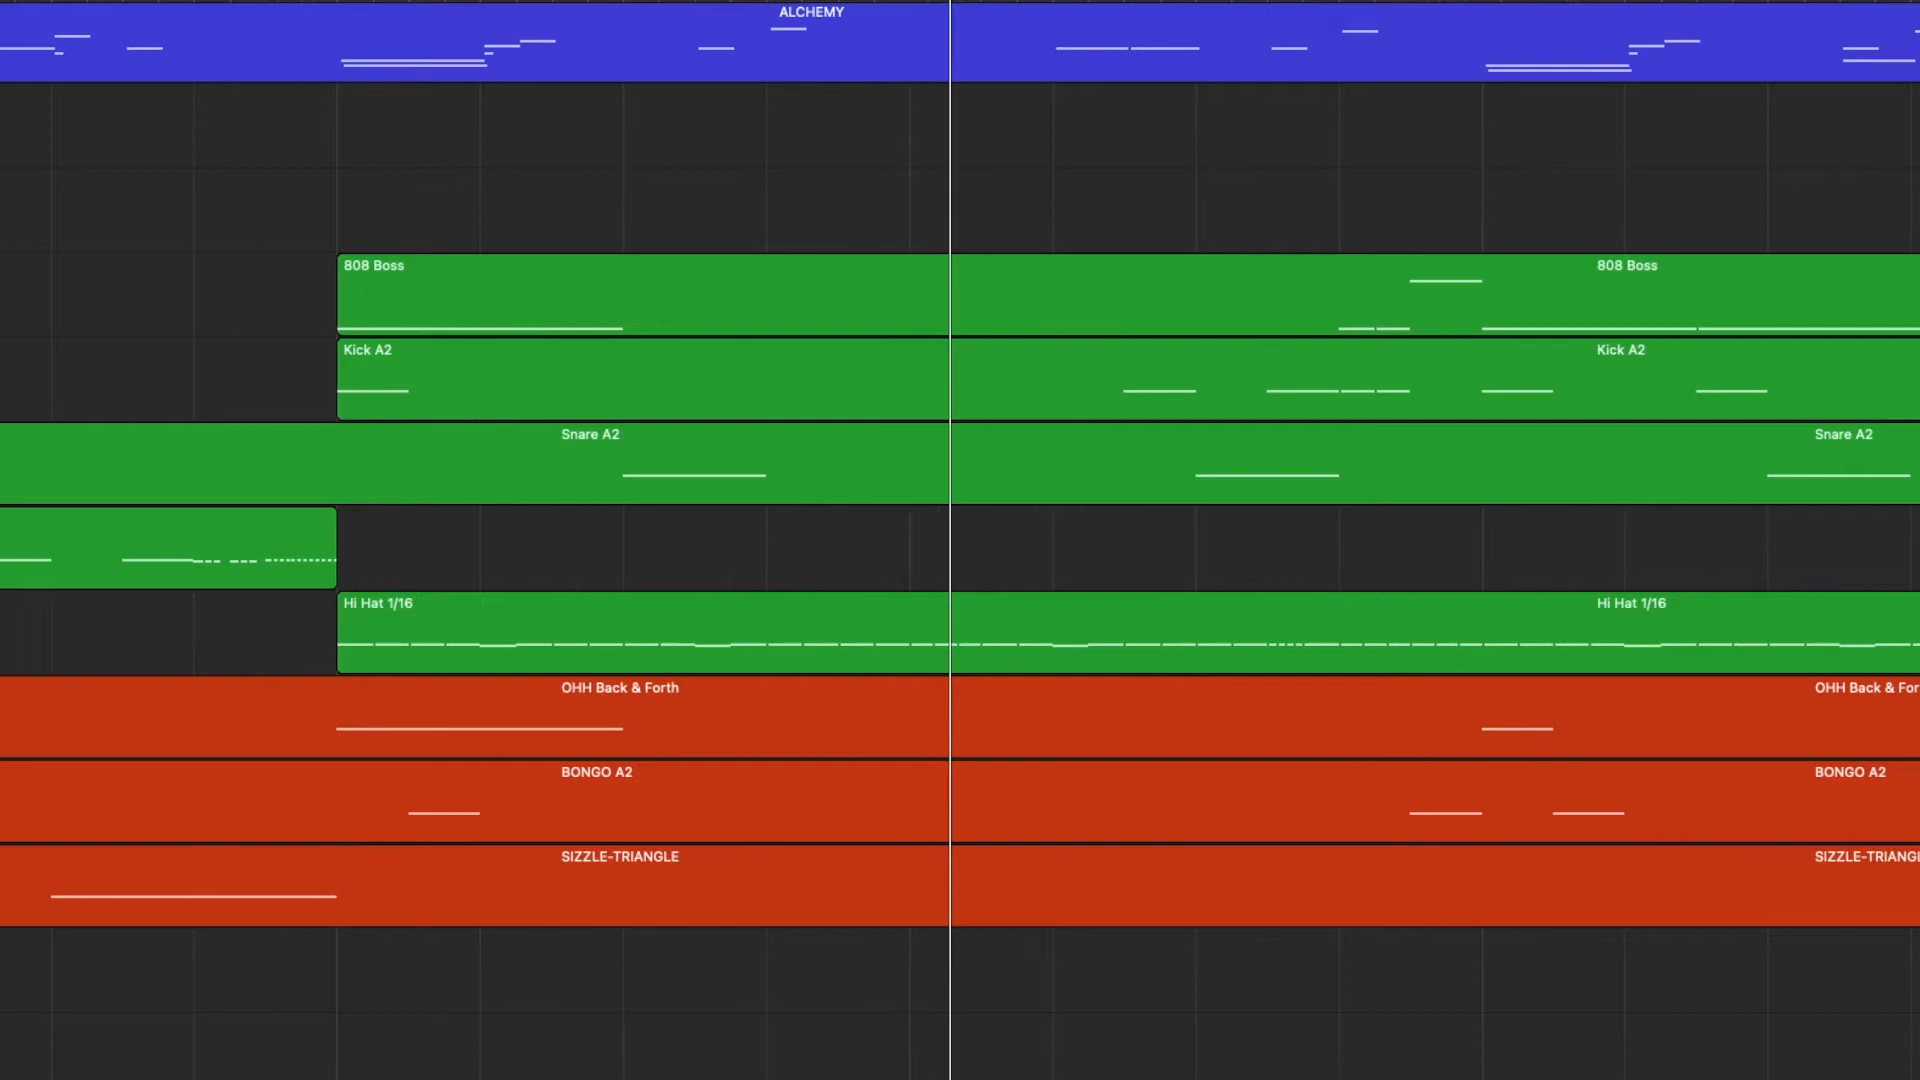 ALCHEMY
808 Boss
808 Boss
Kick A2
Kick A2
Snare A2
Snare A2
Hi Hat 1/16
Hi Hat 1/16
OHH Back & Forth
OHH Back & For
BONGO A2
BONGO A2
SIZZLE-TRIANGLE
SIZZLE-TRIANGL